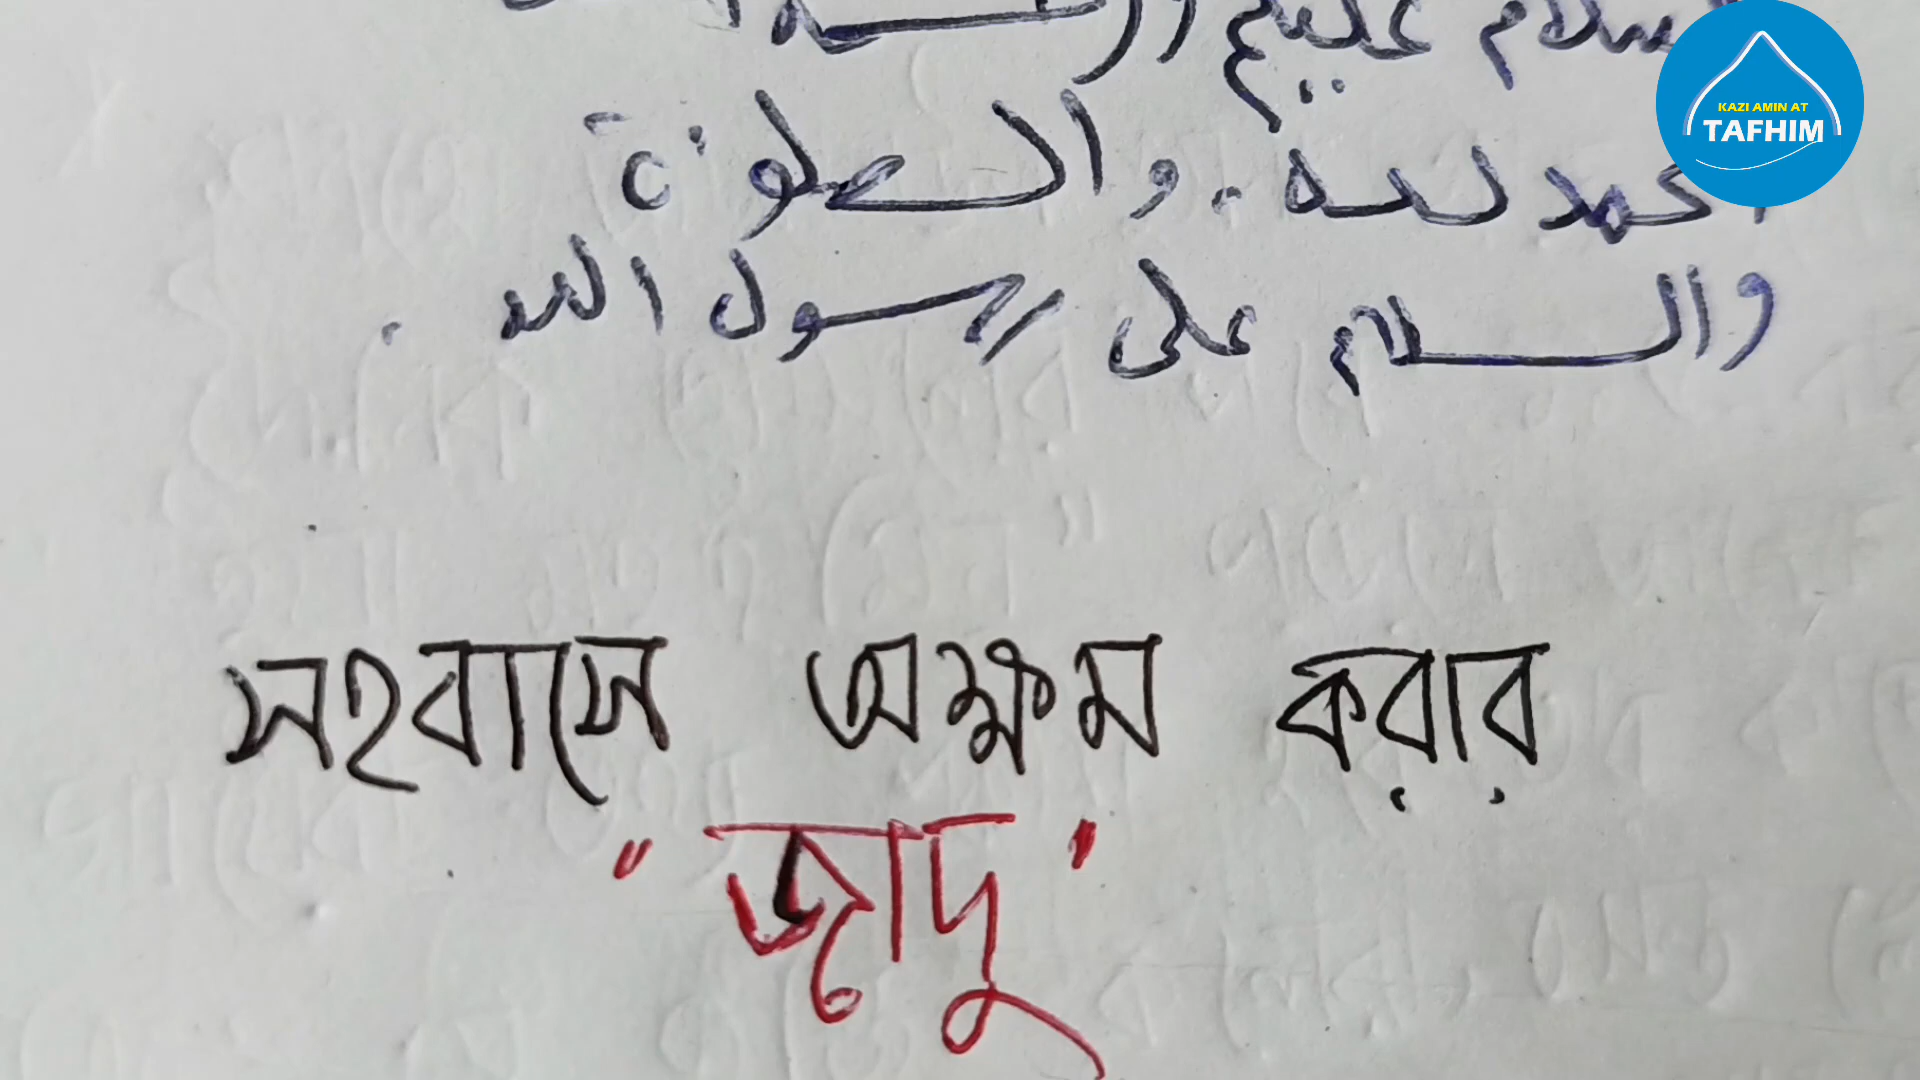 السلام عليكم
الحمد لله . والصلوة
والسلام على رسول الله .
সহবাসে অক্ষম করার
"জাদু"
KAZI AMIN AT
TAFHIM